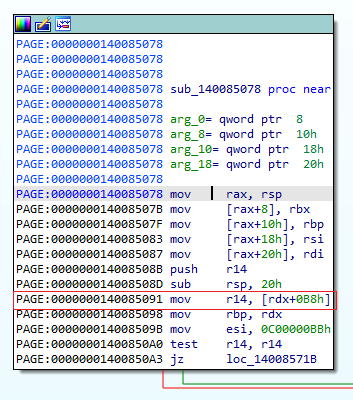 PAGE:0000000140085078
PAGE:0000000140085078
PAGE:0000000140085078
PAGE:0000000140085078 sub_140085078 proc near
PAGE:0000000140085078
PAGE:0000000140085078 arg_0= qword ptr  8
PAGE:0000000140085078 arg_8= qword ptr  10h
PAGE:0000000140085078 arg_10= qword ptr  18h
PAGE:0000000140085078 arg_18= qword ptr  20h
PAGE:0000000140085078
PAGE:0000000140085078 mov     rax, rsp
PAGE:000000014008507B mov     [rax+8], rbx
PAGE:000000014008507F mov     [rax+10h], rbp
PAGE:0000000140085083 mov     [rax+18h], rsi
PAGE:0000000140085087 mov     [rax+20h], rdi
PAGE:000000014008508B push    r14
PAGE:000000014008508D sub     rsp, 20h
PAGE:0000000140085091 mov     r14, [rdx+0B8h]
PAGE:0000000140085098 mov     rbp, rdx
PAGE:000000014008509B mov     esi, 0C00000BBh
PAGE:00000001400850A0 test    r14, r14
PAGE:00000001400850A3 jz      loc_14008571B